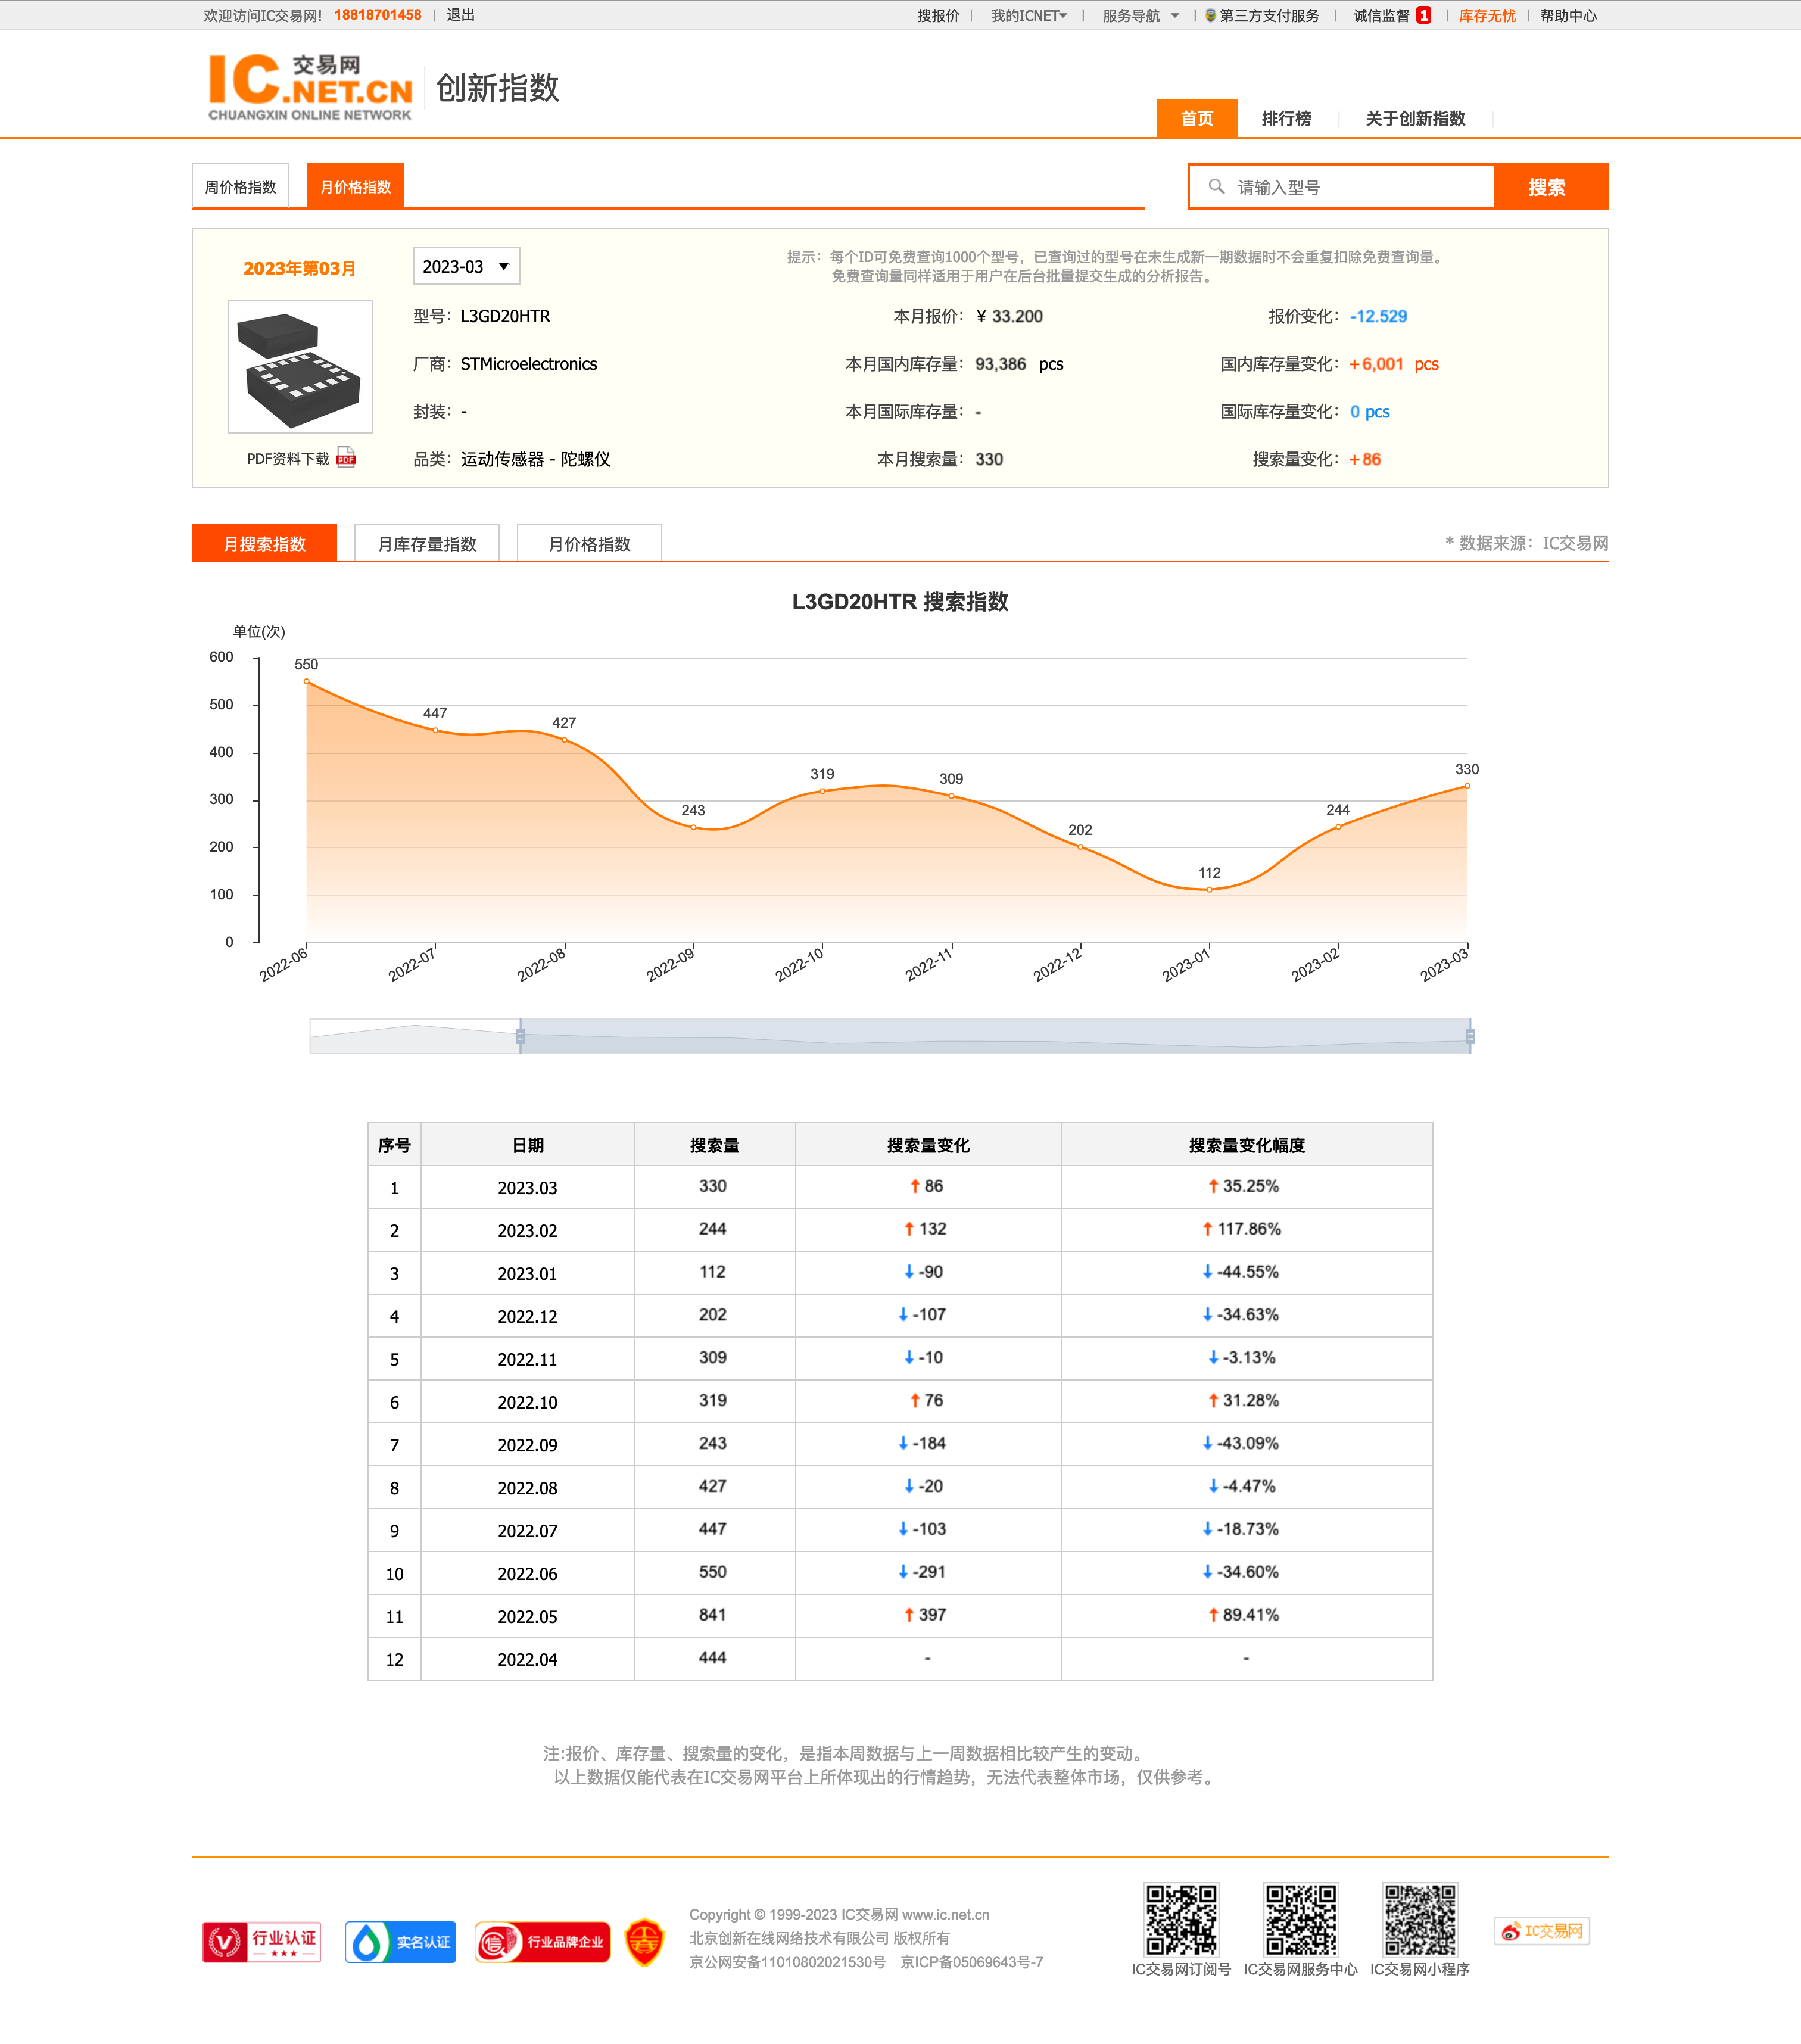 欢迎访问IC交易网! 18818701458 | 退出
搜报价 | 我的ICNET | 服务导航 | 第三方支付服务 | 诚信监督 1 | 库存无忧 | 帮助中心
IC交易网
.NET.CN
CHUANGXIN ONLINE NETWORK
创新指数
首页 排行榜 关于创新指数
周价格指数 月价格指数
请输入型号 搜索
2023年第03月 2023-03
提示：每个ID可免费查询1000个型号，已查询过的型号在未生成新一期数据时不会重复扣除免费查询量。
免费查询量同样适用于用户在后台批量提交生成的分析报告。
型号：L3GD20HTR 本月报价：¥ 33.200 报价变化：-12.529
厂商：STMicroelectronics 本月国内库存量：93,386 pcs 国内库存量变化：+6,001 pcs
封装：- 本月国际库存量：- 国际库存量变化：0 pcs
PDF资料下载 PDF
品类：运动传感器 - 陀螺仪 本月搜索量：330 搜索量变化：+86
月搜索指数 月库存量指数 月价格指数 * 数据来源：IC交易网
L3GD20HTR 搜索指数
单位(次)
600
500
400
300
200
100
0
550 447 427 243 319 309 202 112 244 330
2022-06 2022-07 2022-08 2022-09 2022-10 2022-11 2022-12 2023-01 2023-02 2023-03
序号 日期 搜索量 搜索量变化 搜索量变化幅度
1 2023.03 330 ↑ 86 ↑ 35.25%
2 2023.02 244 ↑ 132 ↑ 117.86%
3 2023.01 112 ↓ -90 ↓ -44.55%
4 2022.12 202 ↓ -107 ↓ -34.63%
5 2022.11 309 ↓ -10 ↓ -3.13%
6 2022.10 319 ↑ 76 ↑ 31.28%
7 2022.09 243 ↓ -184 ↓ -43.09%
8 2022.08 427 ↓ -20 ↓ -4.47%
9 2022.07 447 ↓ -103 ↓ -18.73%
10 2022.06 550 ↓ -291 ↓ -34.60%
11 2022.05 841 ↑ 397 ↑ 89.41%
12 2022.04 444 - -
注:报价、库存量、搜索量的变化，是指本周数据与上一周数据相比较产生的变动。
以上数据仅能代表在IC交易网平台上所体现出的行情趋势，无法代表整体市场，仅供参考。
行业认证
实名认证
信 行业品牌企业
Copyright © 1999-2023 IC交易网 www.ic.net.cn
北京创新在线网络技术有限公司 版权所有
京公网安备11010802021530号 京ICP备05069643号-7
IC交易网订阅号 IC交易网服务中心 IC交易网小程序
IC交易网